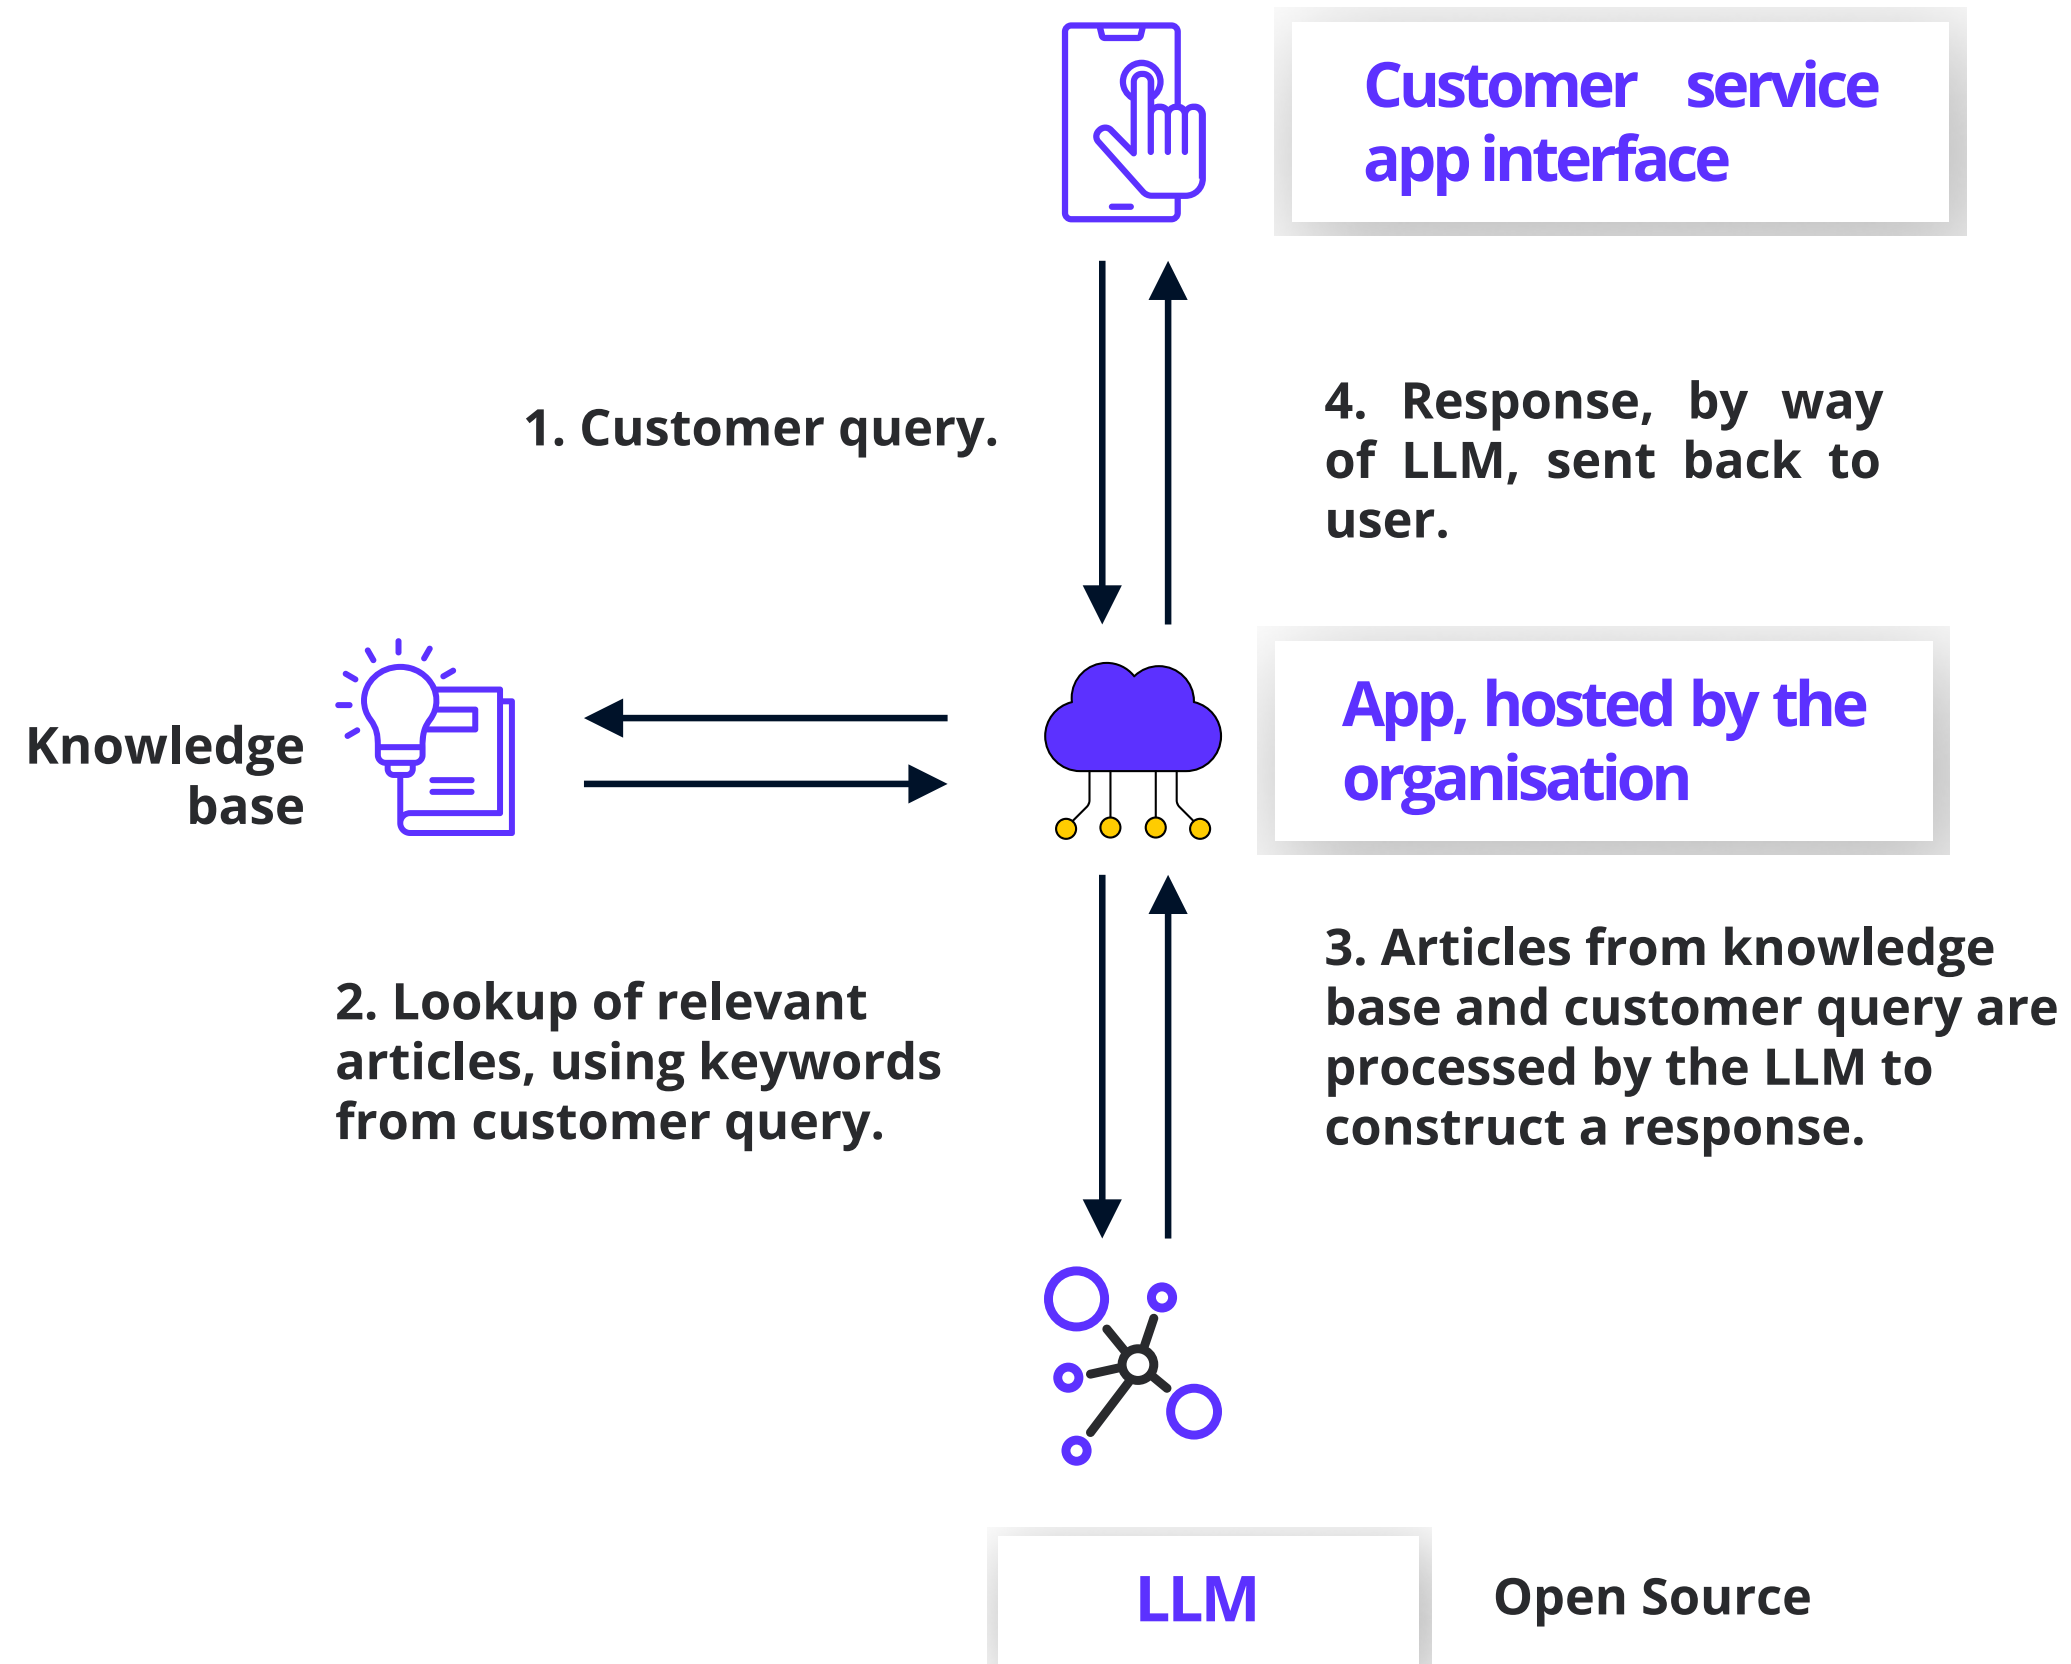 Customer service
app interface
1. Customer query.
4. Response, by way
of LLM, sent back to
user.
Knowledge
base
App, hosted by the
organisation
2. Lookup of relevant
articles, using keywords
from customer query.
3. Articles from knowledge
base and customer query are
processed by the LLM to
construct a response.
LLM
Open Source